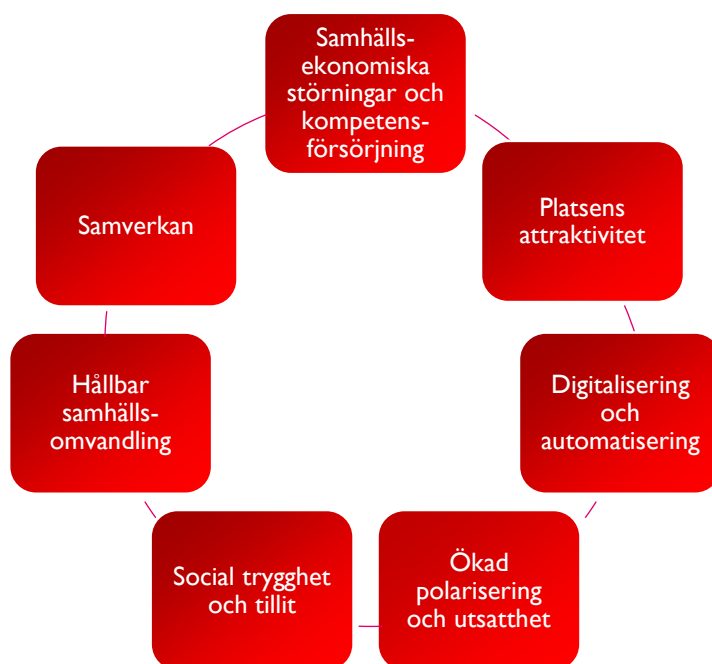 Samhälls-
ekonomiska
störningar och
kompetens-
försörjning
Platsens
attraktivitet
Digitalisering
och
automatisering
Ökad
polarisering
och utsatthet
Social trygghet
och tillit
Hållbar
samhälls-
omvandling
Samverkan